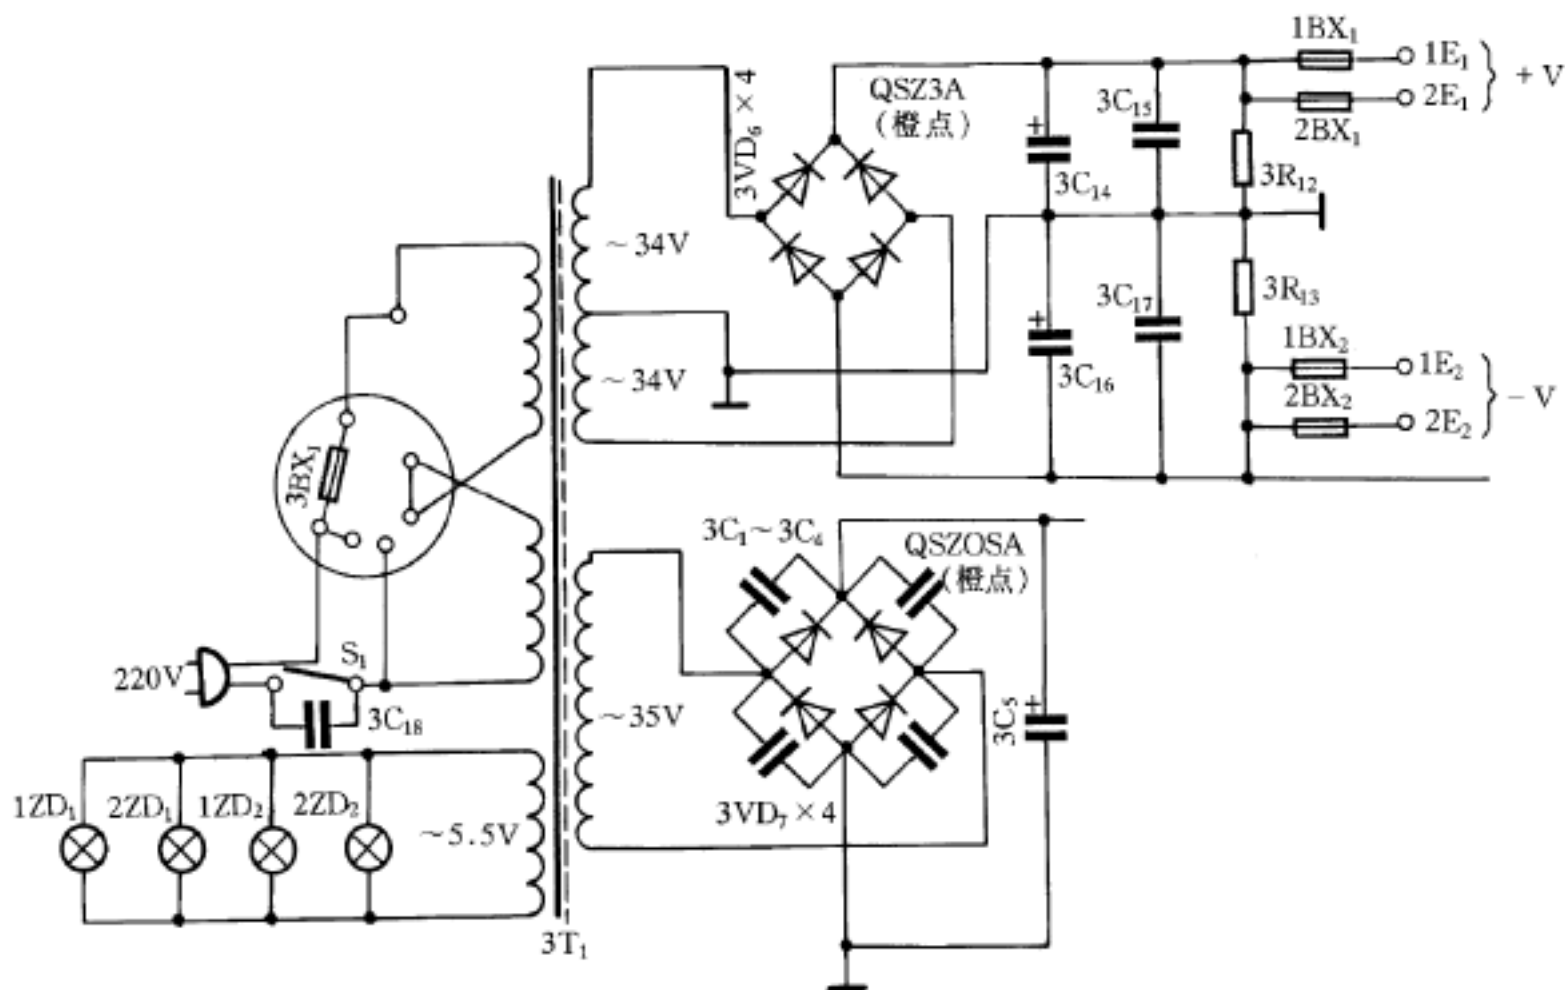 1BX₁
1E₁
+V
2E₁
2BX₁
QSZ3A
(橙点)
3VD₆×4
3C₁₅
3C₁₄
3R₁₂
~34V
~34V
3C₁₇
3R₁₃
3C₁₆
1BX₂
1E₂
-V
2BX₂
2E₂
3BX₁
3C₁~3C₄
QSZOSA
(橙点)
220V
S₁
3C₁₈
~35V
3C₅
1ZD₁
2ZD₁
1ZD₂
2ZD₂
~5.5V
3VD₇×4
3T₁
+
+
+